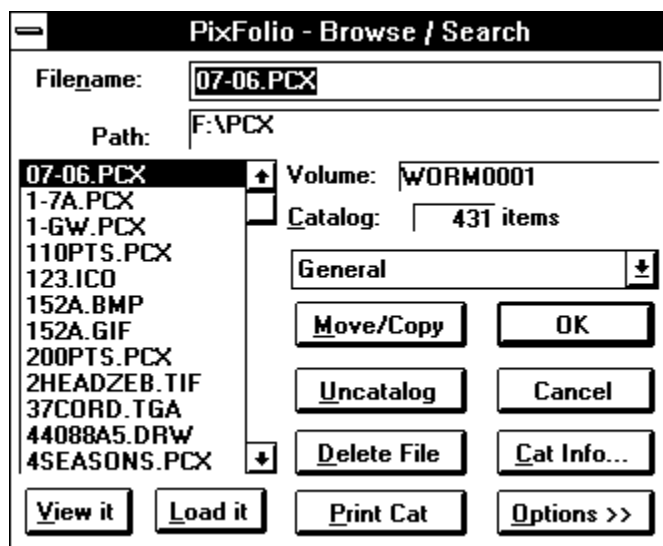 PixFolio - Browse / Search
Filename: 07-06.PCX
Path: F:\PCX
07-06.PCX
1-7A.PCX
1-GW.PCX
110PTS.PCX
123.ICO
152A.BMP
152A.GIF
200PTS.PCX
2HEADZEB.TIF
37CORD.TGA
44088A5.DRW
4SEASONS.PCX
Volume: WORM0001
Catalog: 431 items
General
Move/Copy OK
Uncatalog Cancel
Delete File Cat Info...
View it Load it Print Cat Options >>